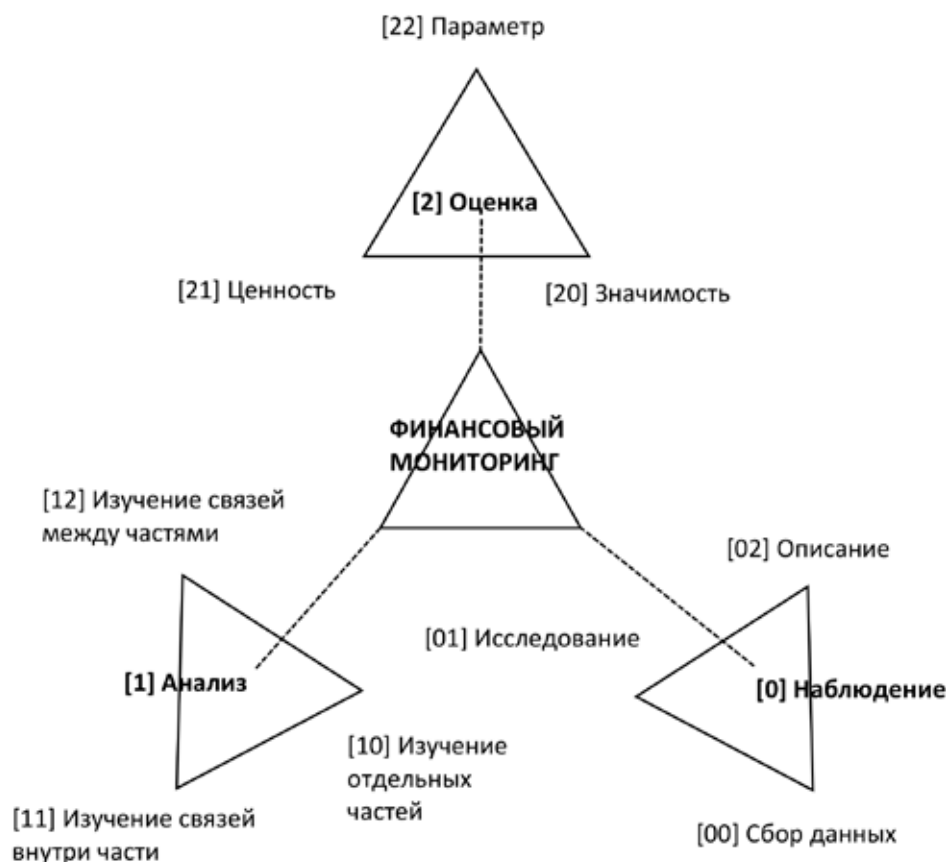 [22] Параметр
[2] Оценка
[21] Ценность
[20] Значимость
ФИНАНСОВЫЙ
МОНИТОРИНГ
[12] Изучение связей
между частями
[02] Описание
[01] Исследование
[1] Анализ
[0] Наблюдение
[10] Изучение
отдельных
частей
[11] Изучение связей
внутри части
[00] Сбор данных